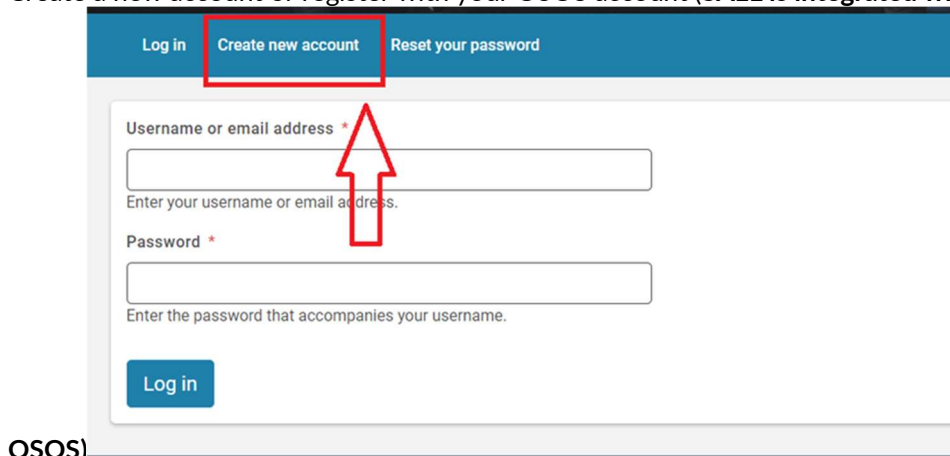 Log in Create new account Reset your password
Username or email address *
Enter your username or email address.
Password *
Enter the password that accompanies your username.
Log in
OSOS)